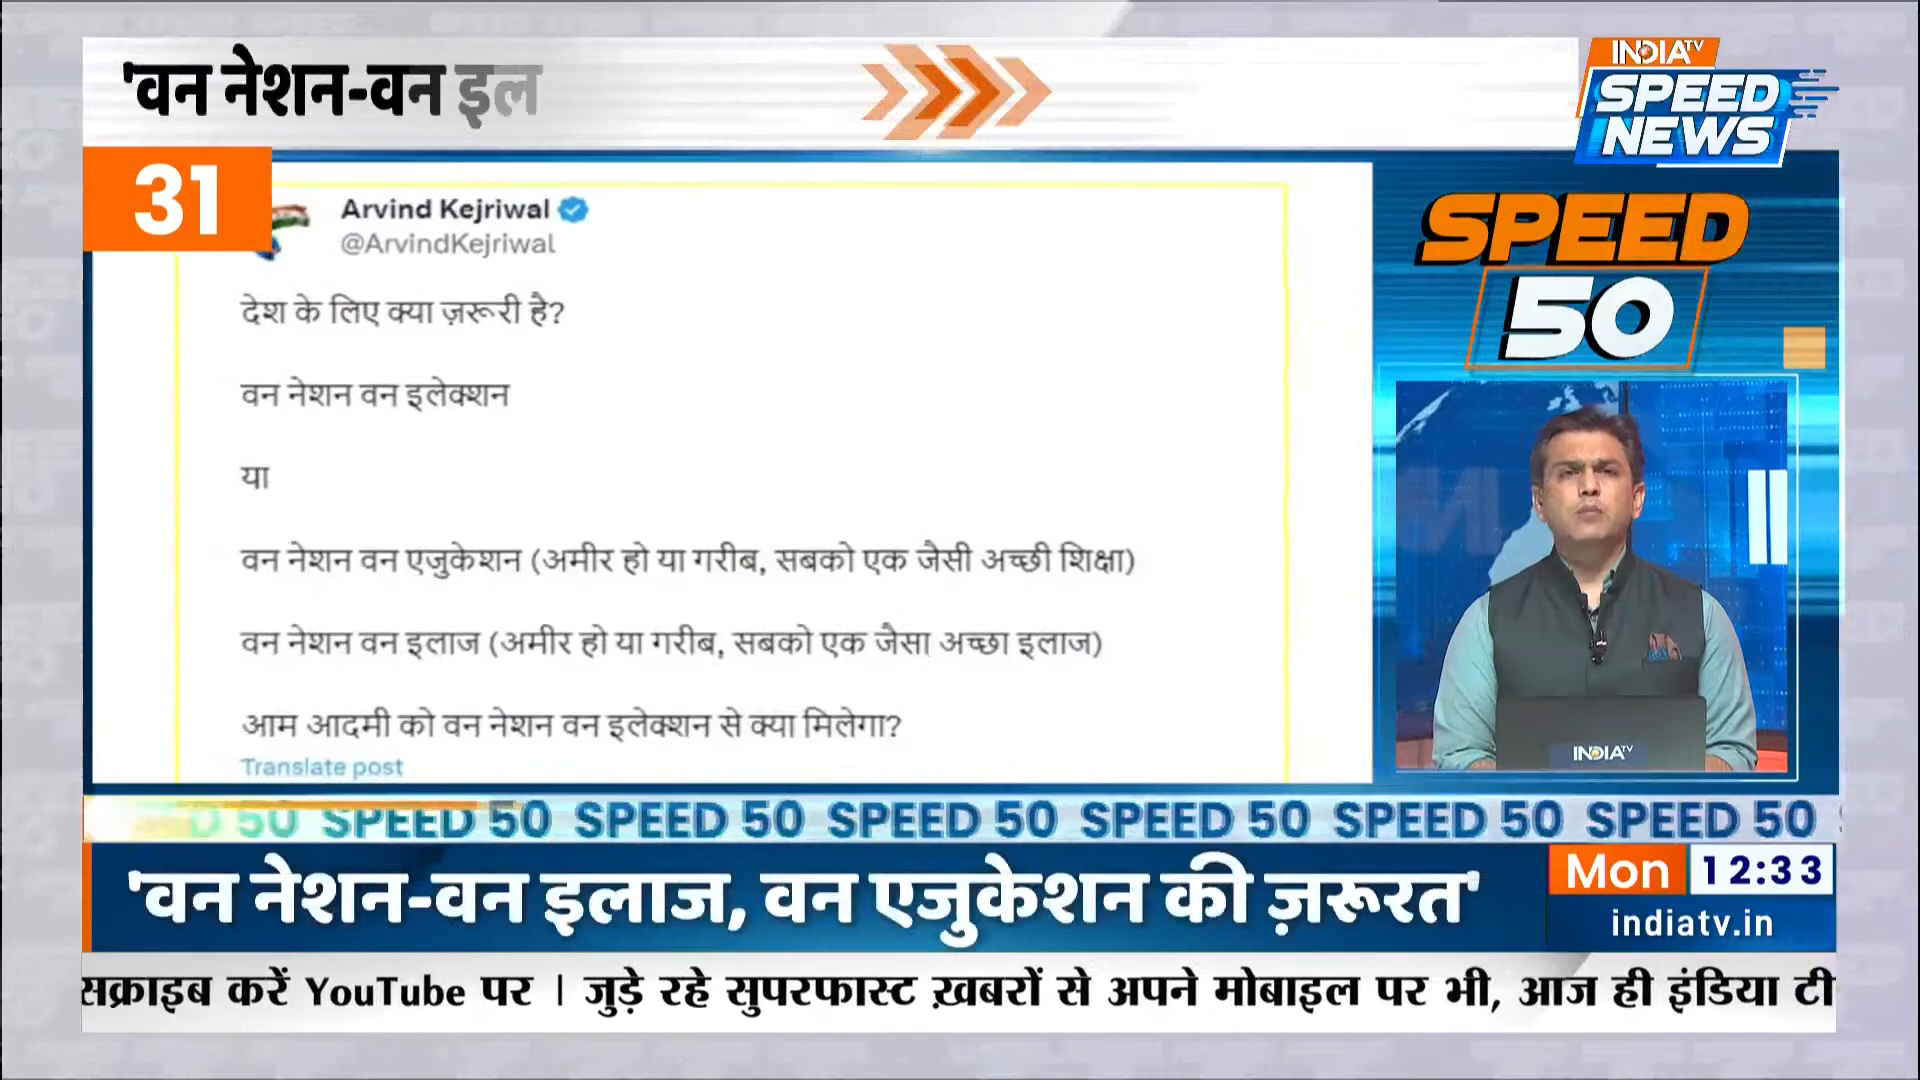 'वन नेशन-वन इल
INDIA TV
SPEED
NEWS
31
Arvind Kejriwal
@ArvindKejriwal
देश के लिए क्या ज़रूरी है?
वन नेशन वन इलेक्शन
या
वन नेशन वन एजुकेशन (अमीर हो या गरीब, सबको एक जैसी अच्छी शिक्षा)
वन नेशन वन इलाज (अमीर हो या गरीब, सबको एक जैसा अच्छा इलाज)
आम आदमी को वन नेशन वन इलेक्शन से क्या मिलेगा?
Translate post
SPEED
50
INDIA TV
D 50 SPEED 50 SPEED 50 SPEED 50 SPEED 50 SPEED 50 SPEED 50
'वन नेशन-वन इलाज, वन एजुकेशन की ज़रूरत'
Mon 12:33
indiatv.in
सक्राइब करें YouTube पर | जुड़े रहे सुपरफास्ट ख़बरों से अपने मोबाइल पर भी, आज ही इंडिया टी